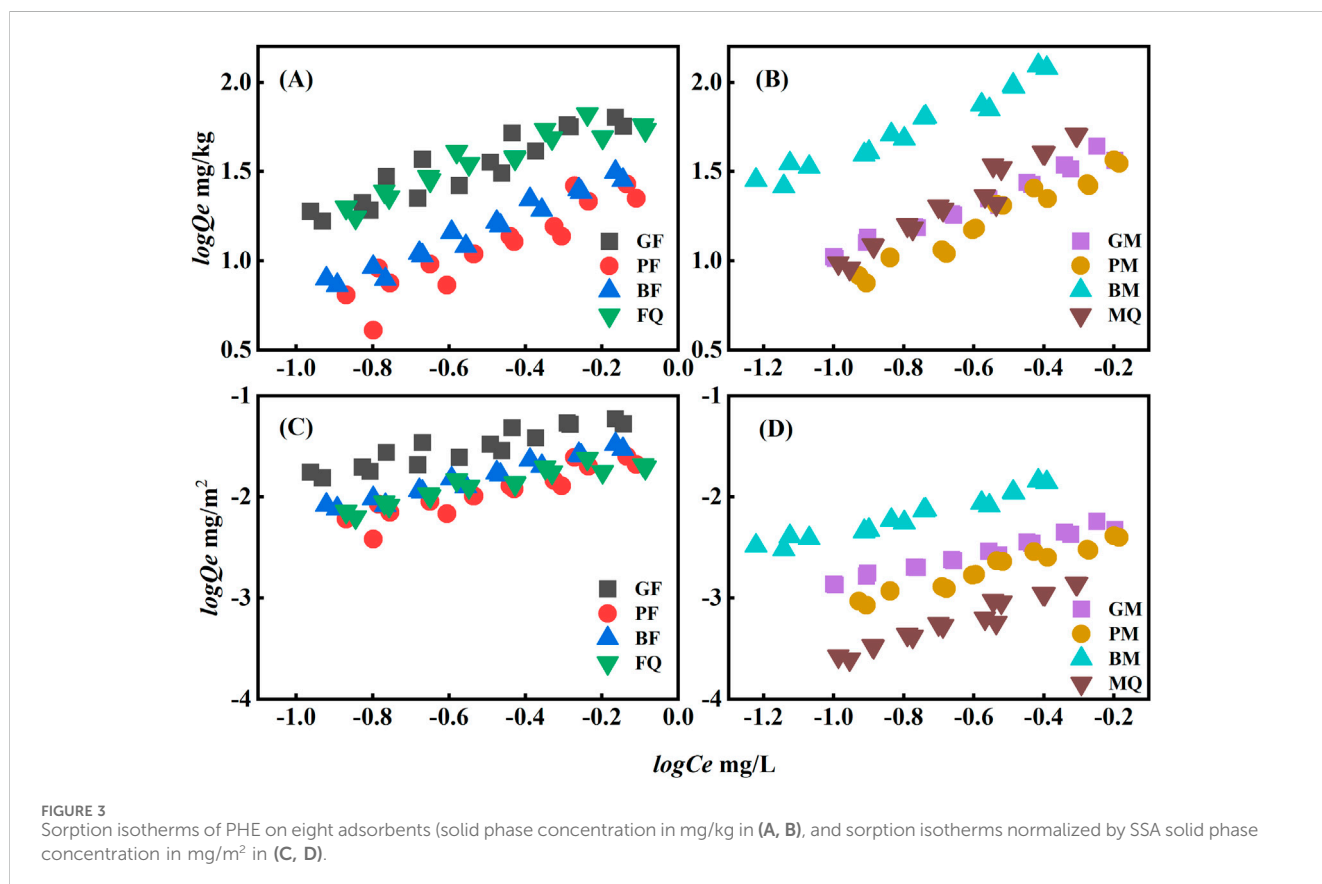 logQe mg/kg
(A)
2.0
1.5
1.0
0.5
GF
PF
BF
FQ
-1.0 -0.8 -0.6 -0.4 -0.2 0.0
(B)
2.0
1.5
1.0
0.5
GM
PM
BM
MQ
-1.2 -1.0 -0.8 -0.6 -0.4 -0.2
logQe mg/m²
(C)
-1
-2
-3
-4
GF
PF
BF
FQ
-1.0 -0.8 -0.6 -0.4 -0.2 0.0
(D)
-1
-2
-3
-4
GM
PM
BM
MQ
-1.2 -1.0 -0.8 -0.6 -0.4 -0.2
logCe mg/L
FIGURE 3
Sorption isotherms of PHE on eight adsorbents (solid phase concentration in mg/kg in (A, B), and sorption isotherms normalized by SSA solid phase
concentration in mg/m² in (C, D).